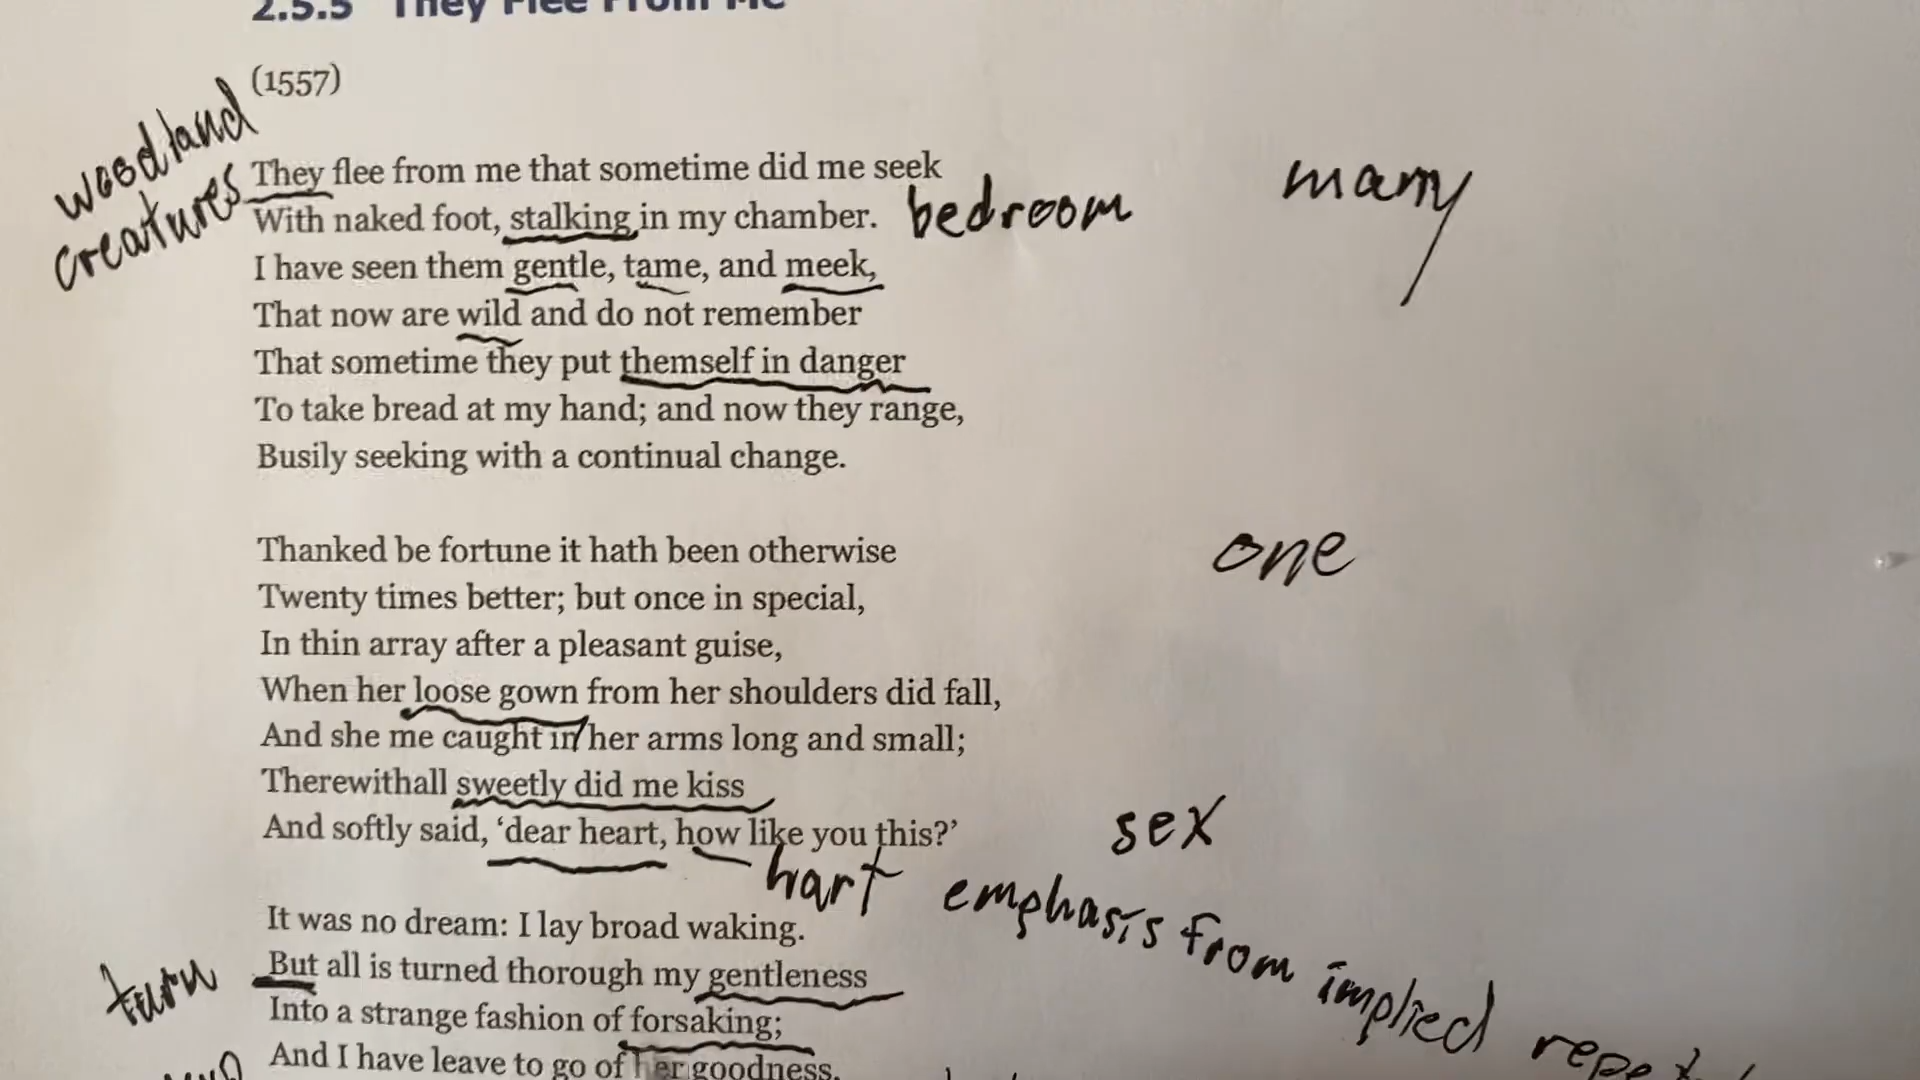 2.5.5 They Flee From Me
(1557)
woodland
creatures
They flee from me that sometime did me seek
With naked foot, stalking in my chamber.
bedroom
many
I have seen them gentle, tame, and meek,
That now are wild and do not remember
That sometime they put themself in danger
To take bread at my hand; and now they range,
Busily seeking with a continual change.
Thanked be fortune it hath been otherwise
one
Twenty times better; but once in special,
In thin array after a pleasant guise,
When her loose gown from her shoulders did fall,
And she me caught in her arms long and small;
Therewithall sweetly did me kiss
And softly said, ‘dear heart, how like you this?’
sex
hart
emphasis from implied
It was no dream: I lay broad waking.
turn
But all is turned thorough my gentleness
Into a strange fashion of forsaking;
And I have leave to go of her goodness,